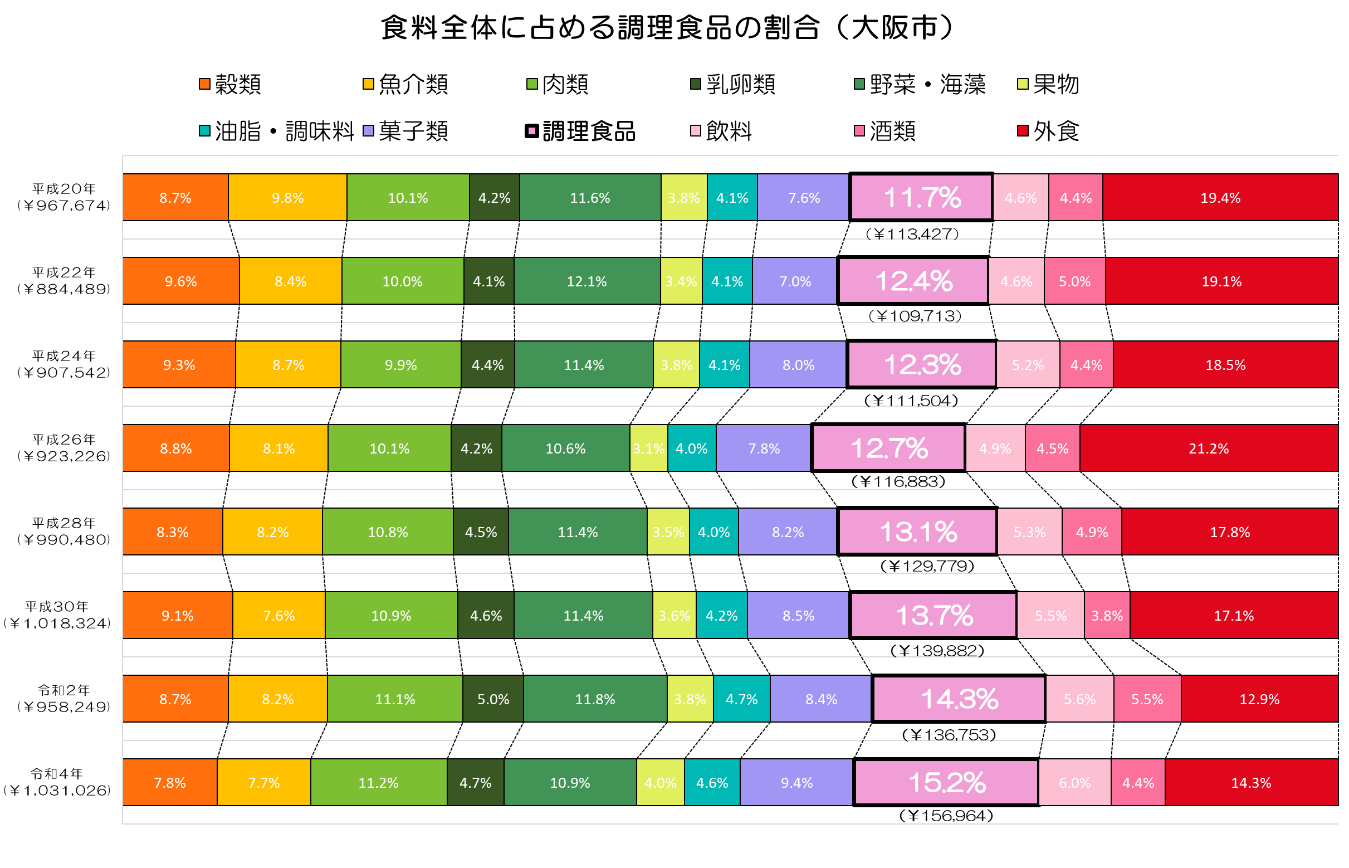 食料全体に占める調理食品の割合（大阪市）
穀類 魚介類 肉類 乳卵類 野菜・海藻 果物
油脂・調味料 菓子類 調理食品 飲料 酒類 外食
平成20年
(¥967,674)
8.7% 9.8% 10.1% 4.2% 11.6% 3.8% 4.1% 7.6% 11.7% 4.6% 4.4% 19.4%
(¥113,427)
平成22年
(¥884,489)
9.6% 8.4% 10.0% 4.1% 12.1% 3.4% 4.1% 7.0% 12.4% 4.6% 5.0% 19.1%
(¥109,713)
平成24年
(¥907,542)
9.3% 8.7% 9.9% 4.4% 11.4% 3.8% 4.1% 8.0% 12.3% 5.2% 4.4% 18.5%
(¥111,504)
平成26年
(¥923,226)
8.8% 8.1% 10.1% 4.2% 10.6% 3.1% 4.0% 7.8% 12.7% 4.9% 4.5% 21.2%
(¥116,883)
平成28年
(¥990,480)
8.3% 8.2% 10.8% 4.5% 11.4% 3.5% 4.0% 8.2% 13.1% 5.3% 4.9% 17.8%
(¥129,779)
平成30年
(¥1,018,324)
9.1% 7.6% 10.9% 4.6% 11.4% 3.6% 4.2% 8.5% 13.7% 5.5% 3.8% 17.1%
(¥139,882)
令和2年
(¥958,249)
8.7% 8.2% 11.1% 5.0% 11.8% 3.8% 4.7% 8.4% 14.3% 5.6% 5.5% 12.9%
(¥136,753)
令和4年
(¥1,031,026)
7.8% 7.7% 11.2% 4.7% 10.9% 4.0% 4.6% 9.4% 15.2% 6.0% 4.4% 14.3%
(¥156,964)